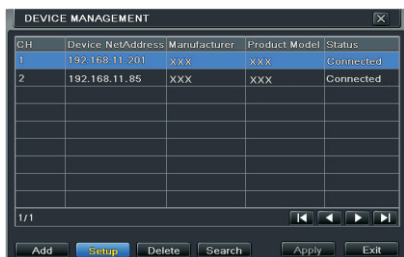 DEVICE MANAGEMENT
CH Device NetAddress Manufacturer Product Model Status
1 192.168.11.201 XXX XXX Connected
2 192.168.11.85 XXX XXX Connected
1/1
Add Setup Delete Search Apply Exit